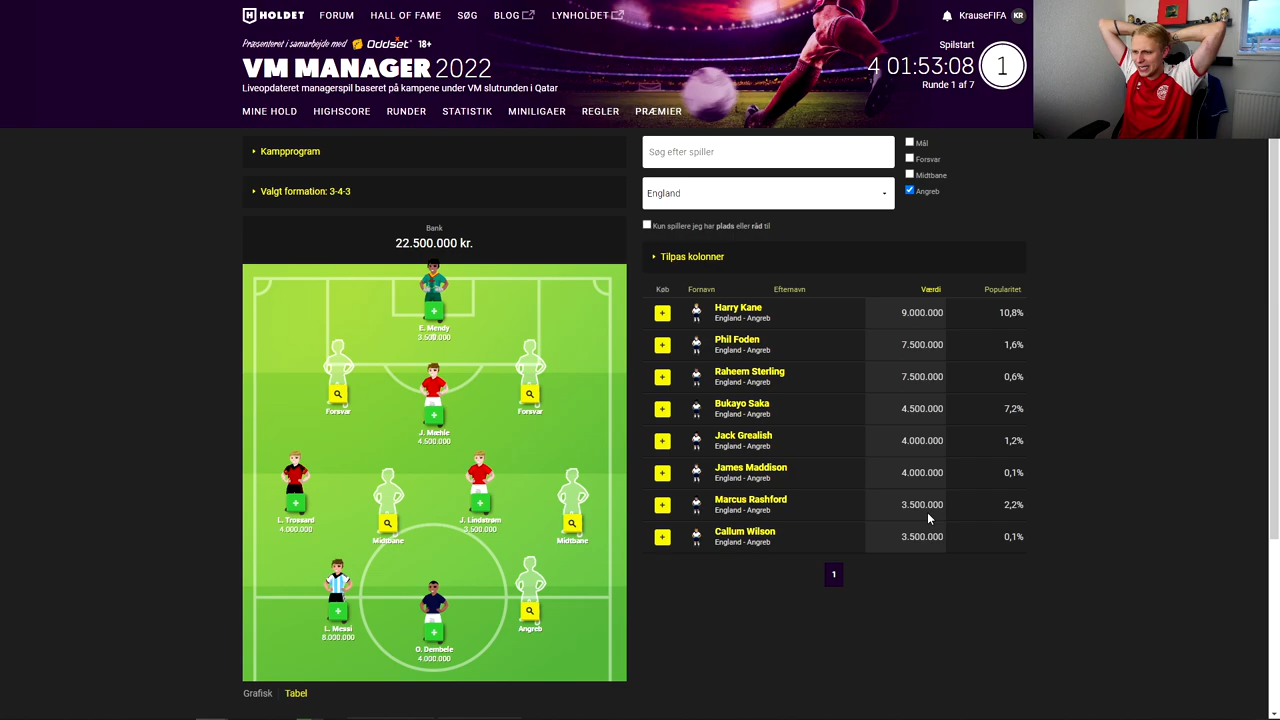 HOLDET FORUM HALL OF FAME SØG BLOG LYNHOLDET KrauseFIFA KR
Præsenteret i samarbejde med Oddset 18+
Spilstart
VM MANAGER 2022
4 01:53:08 1
Liveopdateret managerspil baseret på kampene under VM slutrunden i Qatar
Runde 1 af 7
MINE HOLD HIGHSCORE RUNDER STATISTIK MINILIGAER REGLER PRÆMIER
Kampprogram
Valgt formation: 3-4-3
Bank
22.500.000 kr.
E. Mendy
3.500.000
Forsvar
Forsvar
J. Mæhle
4.500.000
L. Trossard
4.000.000
Midtbane
J. Lindstrøm
3.500.000
Midtbane
L. Messi
8.000.000
O. Dembele
4.000.000
Angreb
Grafisk Tabel
Søg efter spiller
England
Mål
Forsvar
Midtbane
Angreb
Kun spillere jeg har plads eller råd til
Tilpas kolonner
Køb Fornavn Efternavn Værdi Popularitet
Harry Kane 9.000.000 10,8%
England - Angreb
Phil Foden 7.500.000 1,6%
England - Angreb
Raheem Sterling 7.500.000 0,6%
England - Angreb
Bukayo Saka 4.500.000 7,2%
England - Angreb
Jack Grealish 4.000.000 1,2%
England - Angreb
James Maddison 4.000.000 0,1%
England - Angreb
Marcus Rashford 3.500.000 2,2%
England - Angreb
Callum Wilson 3.500.000 0,1%
England - Angreb
1